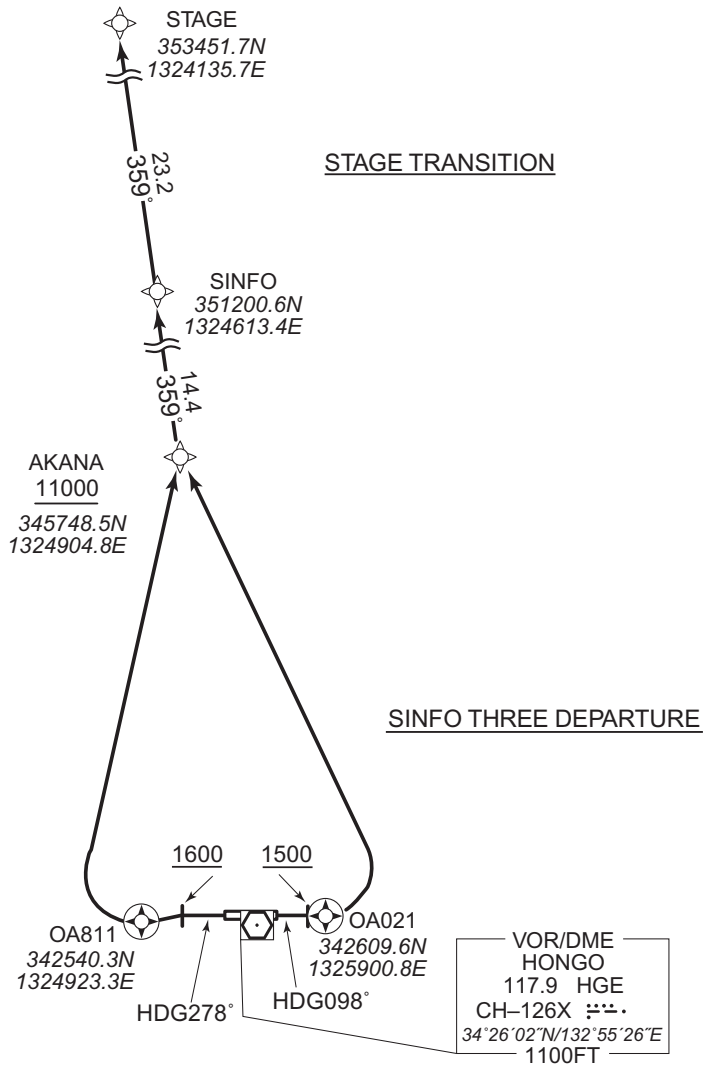 STAGE
353451.7N
1324135.7E
23.2
359°
STAGE TRANSITION
SINFO
351200.6N
1324613.4E
14.4
359°
AKANA
11000
345748.5N
1324904.8E
SINFO THREE DEPARTURE
1600
1500
OA811
342540.3N
1324923.3E
OA021
342609.6N
1325900.8E
HDG278°
HDG098°
VOR/DME
HONGO
117.9 HGE
CH–126X
34°26´02˝N/132°55´26˝E
1100FT